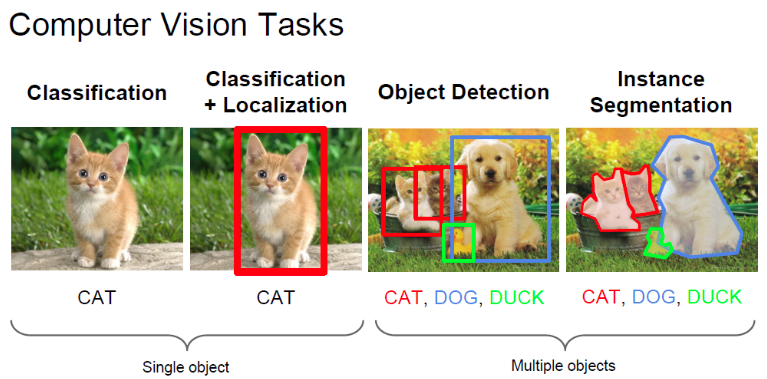 Computer Vision Tasks
Classification
Classification
+ Localization
Object Detection
Instance
Segmentation
CAT
CAT
CAT, DOG, DUCK
CAT, DOG, DUCK
Single object
Multiple objects